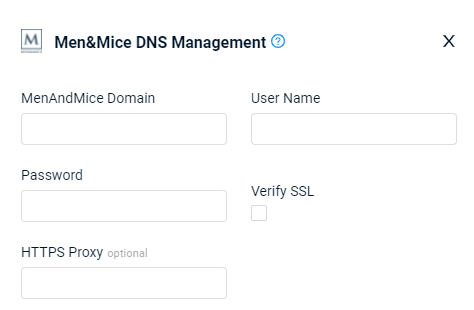 M
Men&Mice DNS Management ?
X
MenAndMice Domain
User Name
Password
Verify SSL
HTTPS Proxy optional